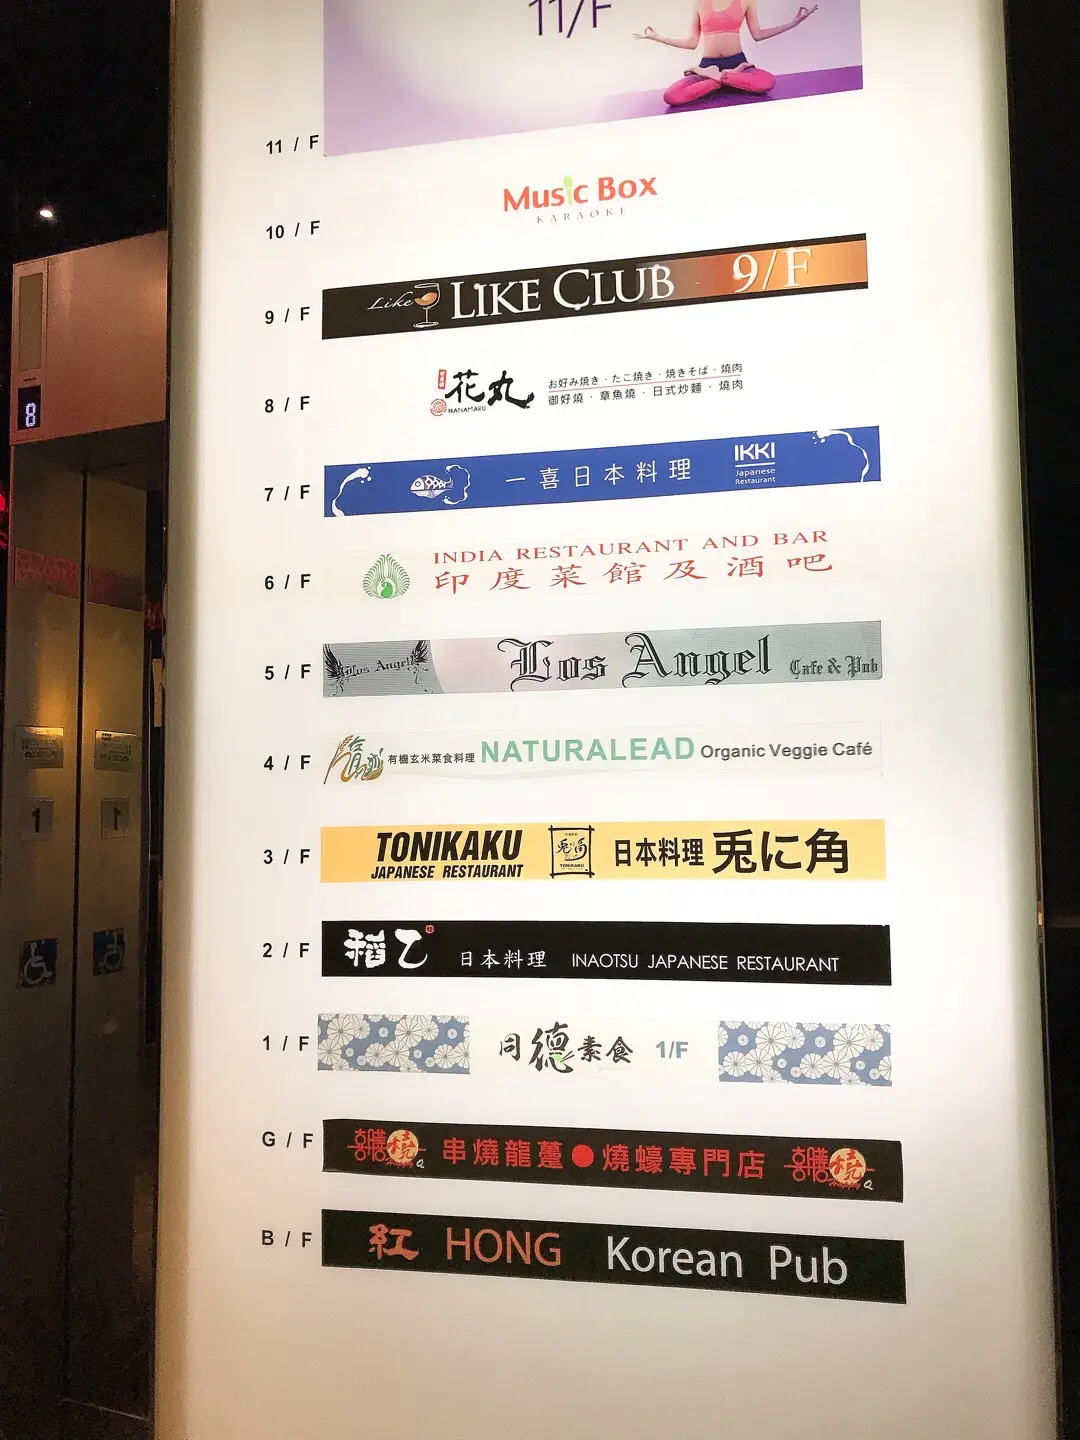 11/F
11 / F
Music Box
KARAOKE
10 / F
Like LIKE CLUB 9/F
9 / F
花丸
HANAMARU
お好み焼き・たこ焼き・焼きそば・焼肉
御好燒・章魚燒・日式炒麵・燒肉
8 / F
8
一喜日本料理
IKKI
Japanese
Restaurant
7 / F
INDIA RESTAURANT AND BAR
印度菜館及酒吧
6 / F
Los Angel Los Angel Cafe & Pub
5 / F
有機玄米菜食料理 NATURALEAD Organic Veggie Café
4 / F
TONIKAKU
JAPANESE RESTAURANT
兎角
TONIKAKU
日本料理 兎に角
3 / F
1
1
稻乙 日本料理 INAOTSU JAPANESE RESTAURANT
2 / F
同德素食 1/F
1 / F
串燒龍躉●燒蠔專門店
G / F
紅 HONG Korean Pub
B / F